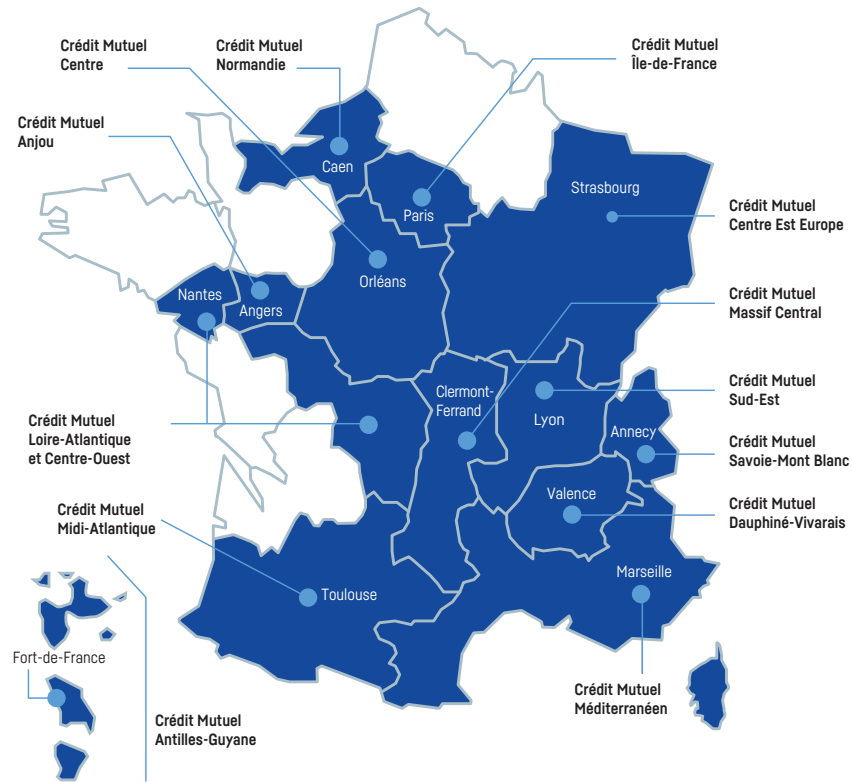 Crédit Mutuel
Centre
Crédit Mutuel
Normandie
Crédit Mutuel
Île-de-France
Crédit Mutuel
Anjou
Caen
Paris
Strasbourg
Crédit Mutuel
Centre Est Europe
Orléans
Nantes
Angers
Crédit Mutuel
Massif Central
Clermont-
Ferrand
Lyon
Crédit Mutuel
Sud-Est
Crédit Mutuel
Loire-Atlantique
et Centre-Ouest
Annecy
Crédit Mutuel
Savoie-Mont Blanc
Crédit Mutuel
Midi-Atlantique
Valence
Crédit Mutuel
Dauphiné-Vivarais
Toulouse
Marseille
Fort-de-France
Crédit Mutuel
Antilles-Guyane
Crédit Mutuel
Méditerranéen